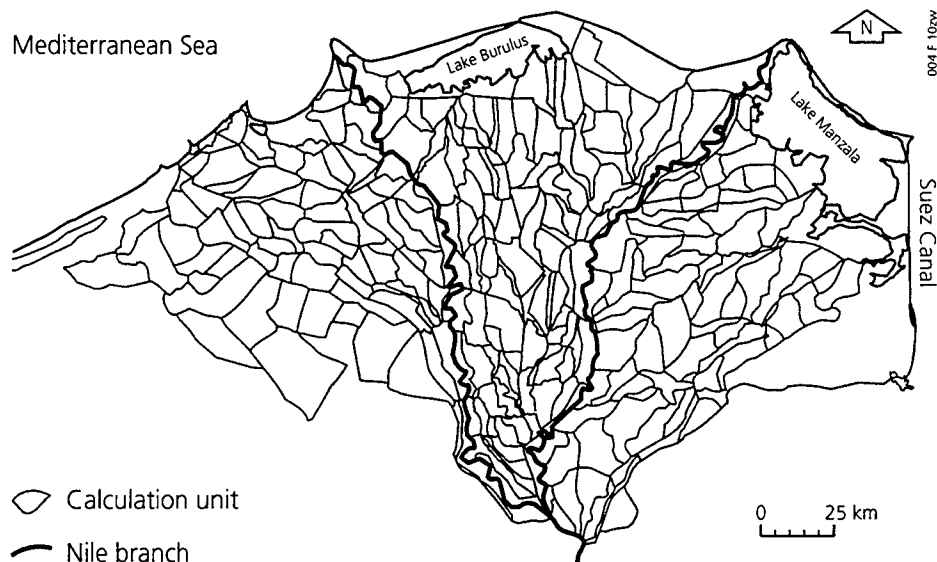 Mediterranean Sea
Lake Burulus
N
004 F 10zw
Lake Manzala
Suez Canal
Calculation unit
Nile branch
0 25 km